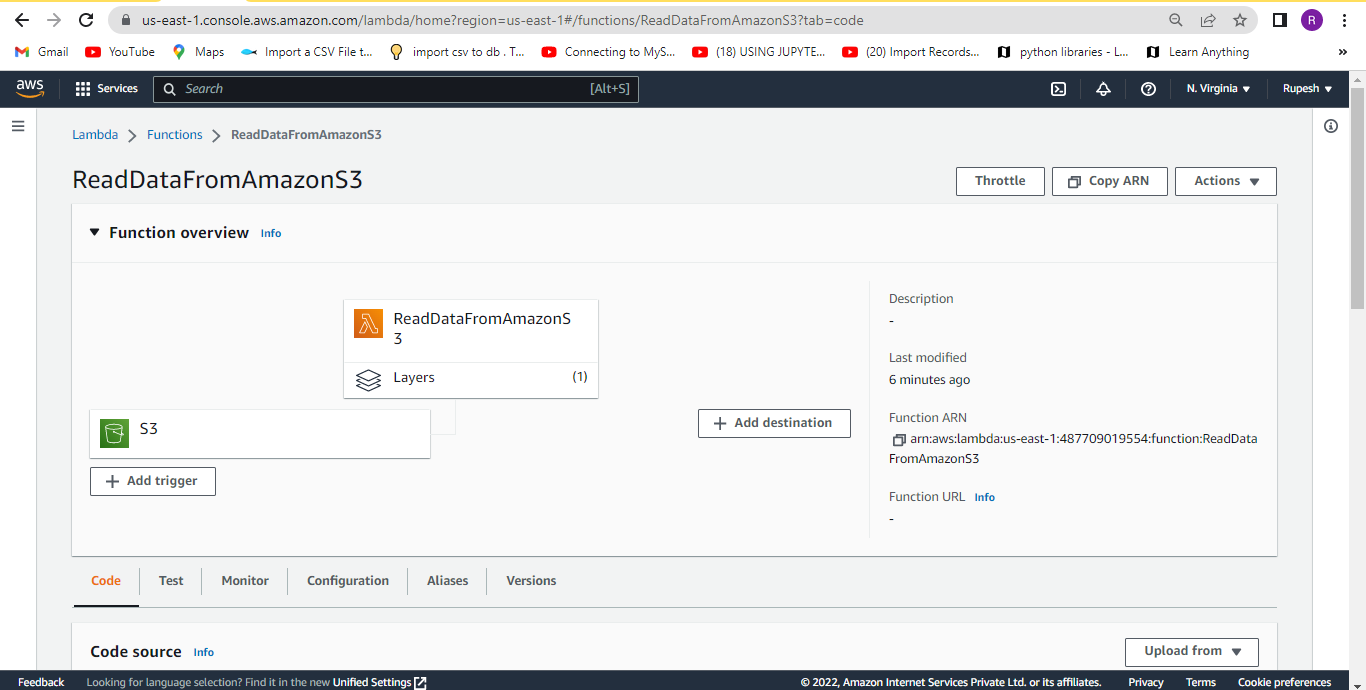 us-east-1.console.aws.amazon.com/lambda/home?region=us-east-1#/functions/ReadDataFromAmazonS3?tab=code
R
Gmail YouTube Maps Import a CSV File t... import csv to db . T... Connecting to MyS... (18) USING JUPYTE... (20) Import Records... python libraries - L... Learn Anything »
aws Services Search [Alt+S] N. Virginia ▼ Rupesh ▼
Lambda > Functions > ReadDataFromAmazonS3
ReadDataFromAmazonS3
Throttle Copy ARN Actions ▼
▼ Function overview Info
ReadDataFromAmazonS
3
Layers (1)
S3
+ Add trigger
+ Add destination
Description
-
Last modified
6 minutes ago
Function ARN
arn:aws:lambda:us-east-1:487709019554:function:ReadData
FromAmazonS3
Function URL Info
-
Code Test Monitor Configuration Aliases Versions
Code source Info Upload from ▼
Feedback Looking for language selection? Find it in the new Unified Settings © 2022, Amazon Internet Services Private Ltd. or its affiliates. Privacy Terms Cookie preferences